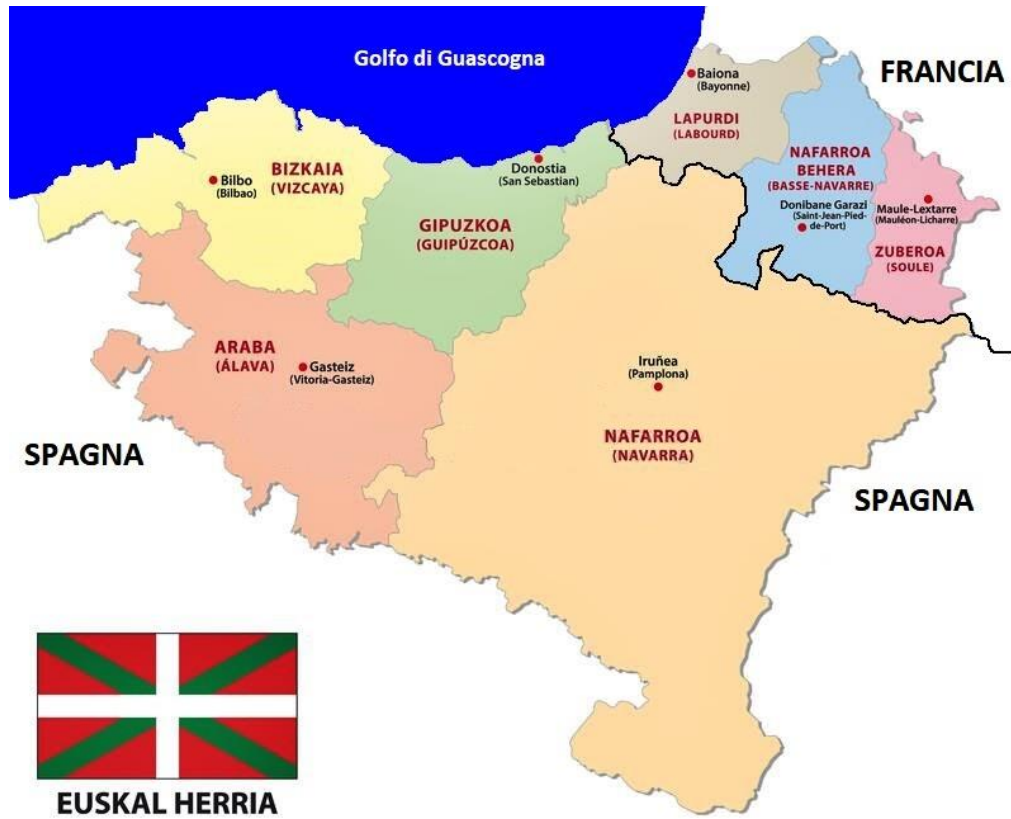 Golfo di Guascogna
FRANCIA
Baiona
(Bayonne)
LAPURDI
(LABOURD)
BIZKAIA
(VIZCAYA)
Bilbo
(Bilbao)
Donostia
(San Sebastian)
NAFARROA
BEHERA
(BASSE-NAVARRE)
Donibane Garazi
(Saint-Jean-Pied-
de-Port)
Maule-Lextarre
(Mauléon-Licharre)
ZUBEROA
(SOULE)
GIPUZKOA
(GUIPÚZCOA)
ARABA
(ÁLAVA)
Gasteiz
(Vitoria-Gasteiz)
Iruñea
(Pamplona)
NAFARROA
(NAVARRA)
SPAGNA
SPAGNA
EUSKAL HERRIA